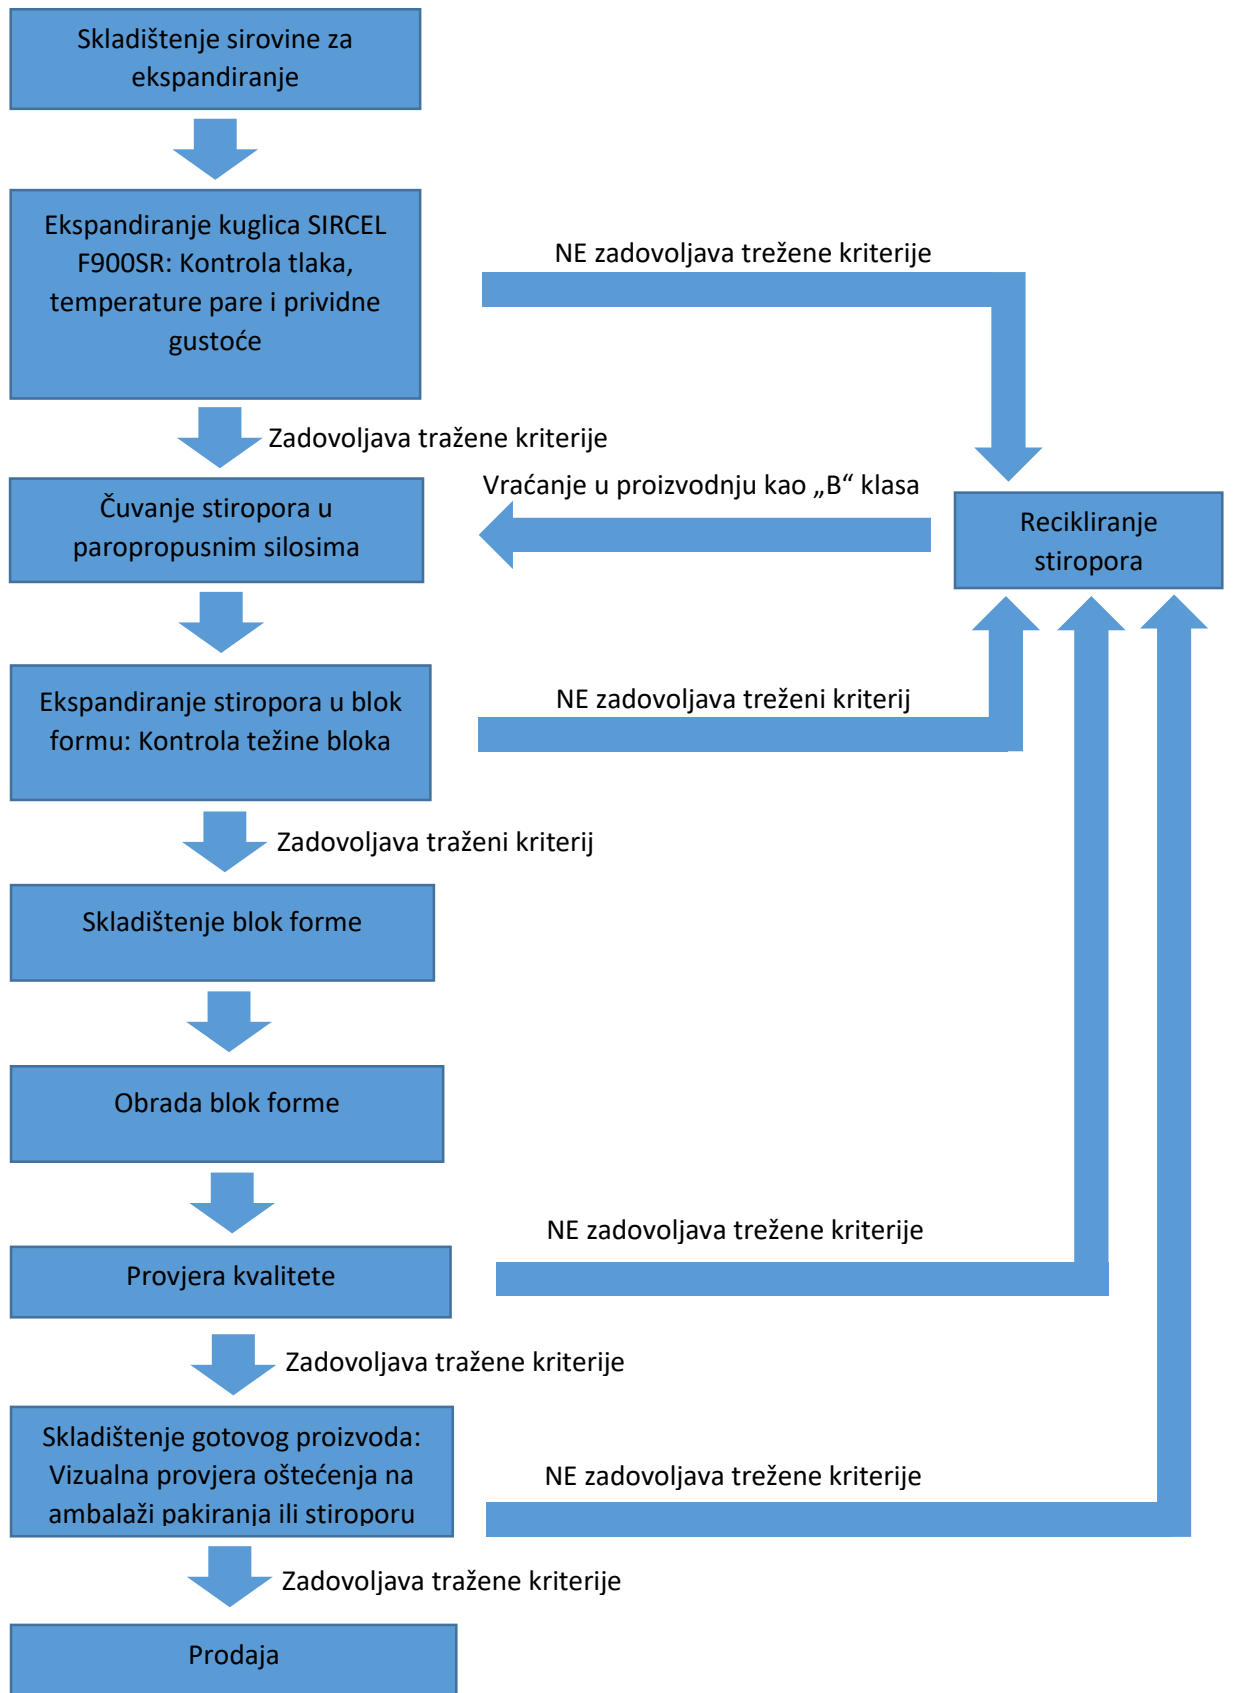 Skladištenje sirovine za
ekspandiranje
Ekspandiranje kuglica SIRCEL
F900SR: Kontrola tlaka,
temperature pare i prividne
gustoće
NE zadovoljava trežene kriterije
Zadovoljava tražene kriterije
Čuvanje stiropora u
paropropusnim silosima
Vraćanje u proizvodnju kao „B“ klasa
Recikliranje
stiropora
Ekspandiranje stiropora u blok
formu: Kontrola težine bloka
NE zadovoljava treženi kriterij
Zadovoljava traženi kriterij
Skladištenje blok forme
Obrada blok forme
Provjera kvalitete
NE zadovoljava trežene kriterije
Zadovoljava tražene kriterije
Skladištenje gotovog proizvoda:
Vizualna provjera oštećenja na
ambalaži pakiranja ili stiroporu
NE zadovoljava trežene kriterije
Zadovoljava tražene kriterije
Prodaja